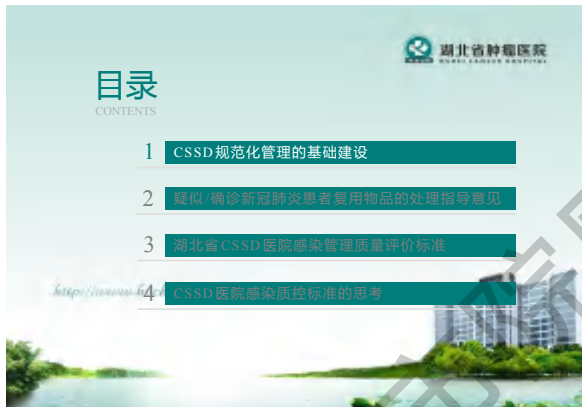 湖北省肿瘤医院
HUBEI CANCER HOSPITAL
目录
CONTENTS
1 CSSD规范化管理的基础建设
2 疑似/确诊新冠肺炎患者复用物品的处理指导意见
3 湖北省CSSD医院感染管理质量评价标准
4 CSSD医院感染质控标准的思考